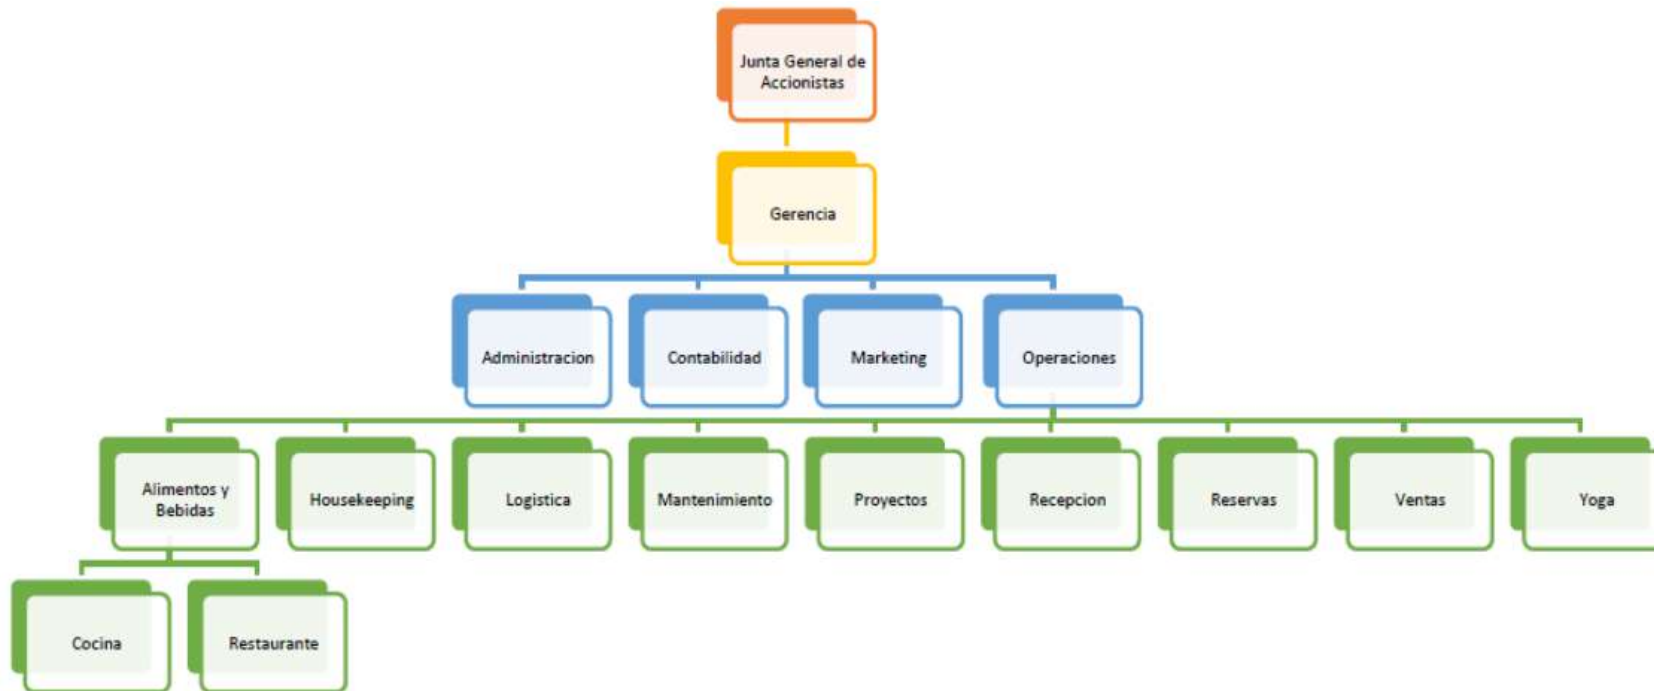 Junta General de
Accionistas
Gerencia
Administracion
Contabilidad
Marketing
Operaciones
Alimentos y
Bebidas
Housekeeping
Logistica
Mantenimiento
Proyectos
Recepcion
Reservas
Ventas
Yoga
Cocina
Restaurante